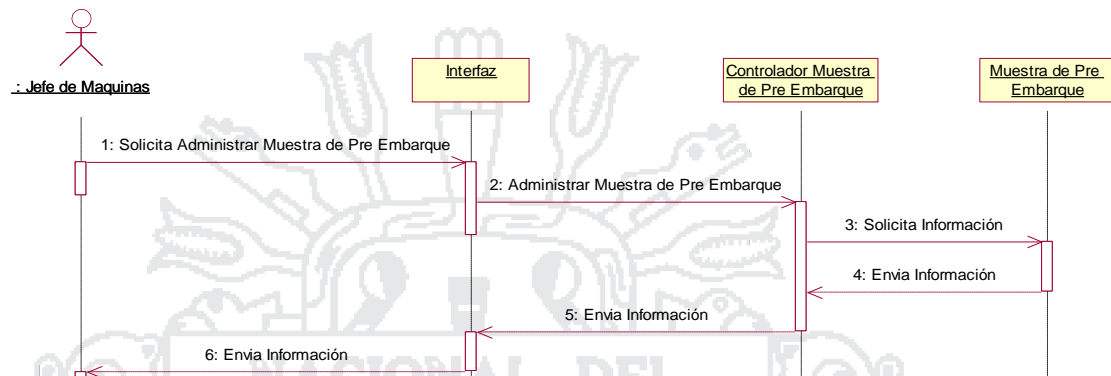 : Jefe de Maquinas
Interfaz
Controlador Muestra
de Pre Embarque
Muestra de Pre
Embarque
1: Solicita Administrar Muestra de Pre Embarque
2: Administrar Muestra de Pre Embarque
3: Solicita Información
4: Envia Información
5: Envia Información
6: Envia Información
NACIONAL DEL